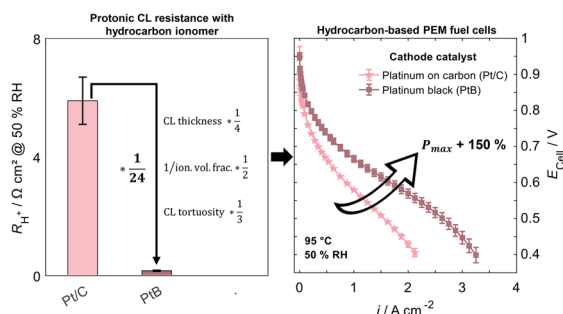 Protonic CL resistance with
hydrocarbon ionomer
8
4
0
R_H⁺ / Ω cm² @ 50 % RH
CL thickness * 1/4
* 1/24
1/ion. vol. frac. * 1/2
CL tortuosity * 1/3
Pt/C
PtB
Hydrocarbon-based PEM fuel cells
Cathode catalyst
Platinum on carbon (Pt/C)
Platinum black (PtB)
P_max + 150 %
95 °C
50 % RH
1
0.9
0.8
0.7
0.6
0.5
0.4
E_Cell / V
0 1 2 3 4
i / A cm⁻²